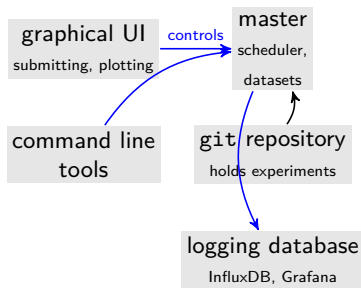 graphical UI
submitting, plotting
controls
master
scheduler,
datasets
command line
tools
git repository
holds experiments
logging database
InfluxDB, Grafana